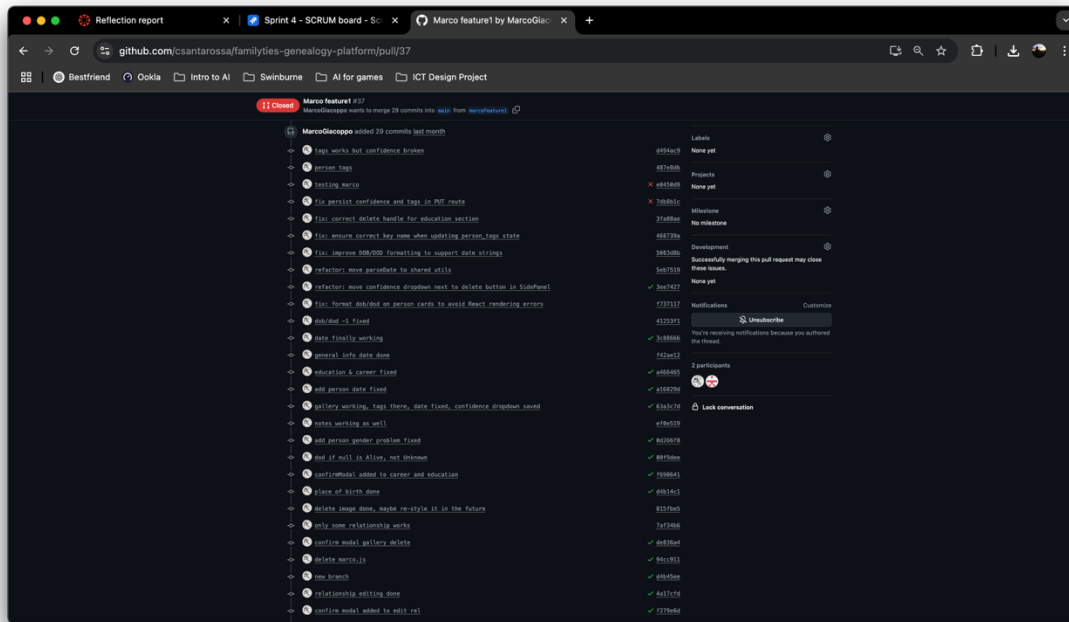 Reflection report
Sprint 4 - SCRUM board - Sc
Marco feature1 by MarcoGiac
github.com/csantarossa/familyties-genealogy-platform/pull/37
Bestfriend
Ookla
Intro to AI
Swinburne
AI for games
ICT Design Project
Closed
Marco feature1 #37
MarcoGiacoppo wants to merge 29 commits into main from marcoFeature1
MarcoGiacoppo added 29 commits last month
tags works but confidence broken d494ac9
person tags 487e8db
testing marco e0450d9
fix persist confidence and tags in PUT route 7db8b1c
fix: correct delete handle for education section 3fa08ae
fix: ensure correct key name when updating person_tags state 468739a
fix: improve DOB/DOD formatting to support date strings 5083d8b
refactor: move parseDate to shared utils 5eb7519
refactor: move confidence dropdown next to delete button in SidePanel 3ee7427
fix: format dob/dod on person cards to avoid React rendering errors f737117
dob/dod -1 fixed 41253f1
date finally working 3c88666
general info date done f42ae12
education & career fixed a466465
add person date fixed a16829d
gallery working, tags there, date fixed, confidence dropdown saved 63a3c7d
notes working as well ef0e519
add person gender problem fixed 0d266f8
dod if null is Alive, not Unknown 00f9dee
confirmModal added to career and education f698641
place of birth done d4b14c1
delete image done, maybe re-style it in the future 815fbe5
only some relationship works 7af34b6
confirm modal gallery delete de836a4
delete marco.js 94cc911
new branch d4b45ee
relationship editing done 4a17cfd
confirm modal added to edit rel f279e6d
Labels
None yet
Projects
None yet
Milestone
No milestone
Development
Successfully merging this pull request may close
these issues.
None yet
Notifications
Customize
Unsubscribe
You're receiving notifications because you authored
the thread.
2 participants
Lock conversation